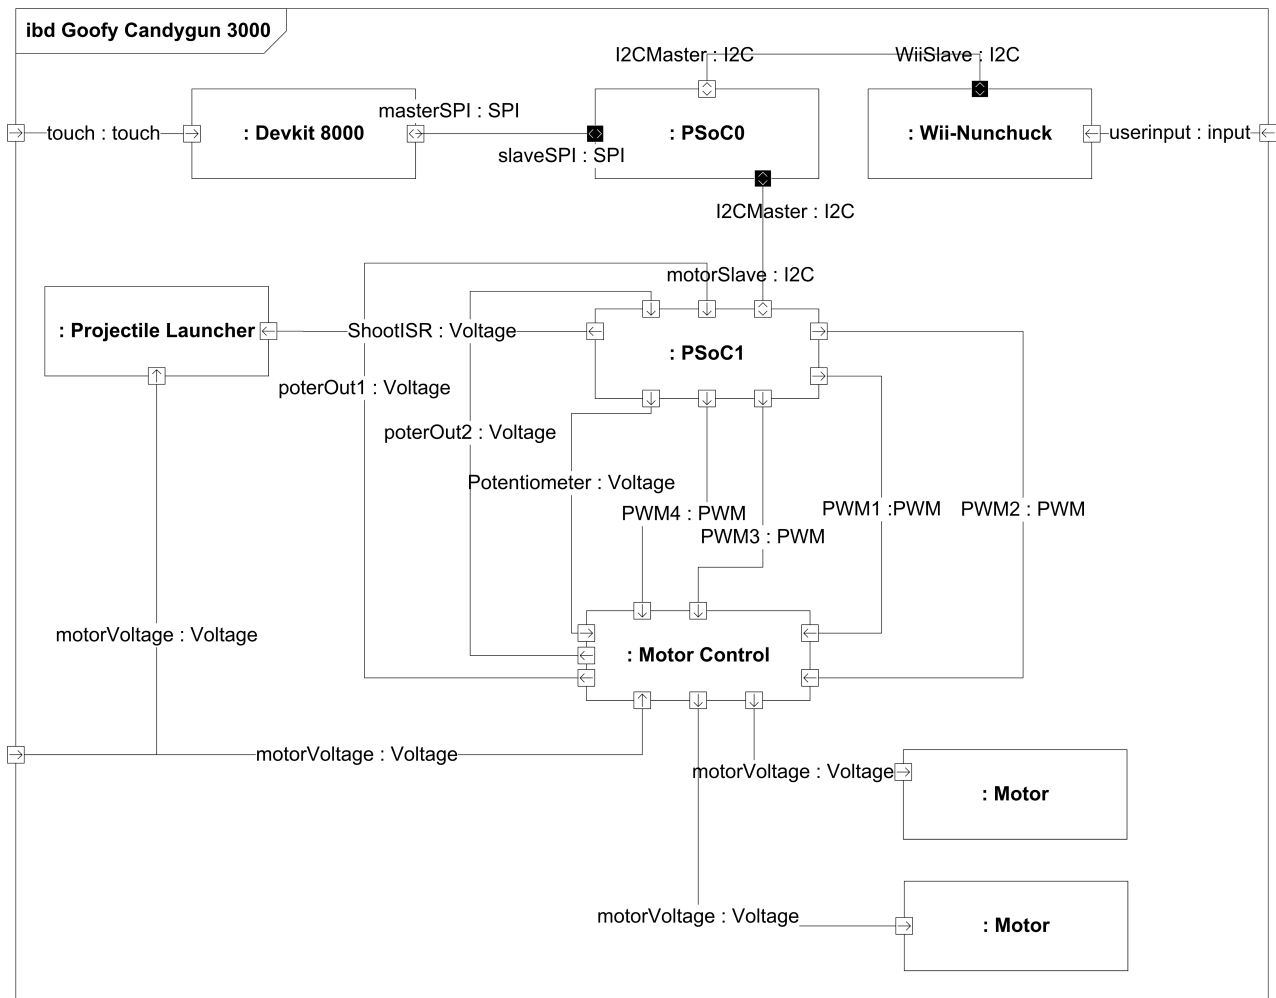 ibd Goofy Candygun 3000
I2CMaster : I2C
WiiSlave : I2C
masterSPI : SPI
touch : touch
: Devkit 8000
: PSoC0
: Wii-Nunchuck
userinput : input
slaveSPI : SPI
I2CMaster : I2C
motorSlave : I2C
: Projectile Launcher
ShootISR : Voltage
: PSoC1
poterOut1 : Voltage
poterOut2 : Voltage
Potentiometer : Voltage
PWM4 : PWM
PWM1 :PWM
PWM2 : PWM
PWM3 : PWM
motorVoltage : Voltage
: Motor Control
motorVoltage : Voltage
motorVoltage : Voltage
: Motor
motorVoltage : Voltage
: Motor